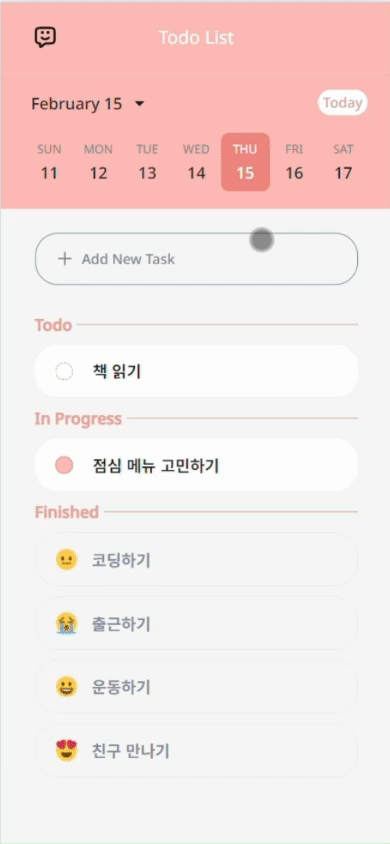 Todo List
February 15
Today
SUN MON TUE WED THU FRI SAT
11 12 13 14 15 16 17
Add New Task
Todo
책 읽기
In Progress
점심 메뉴 고민하기
Finished
코딩하기
출근하기
운동하기
친구 만나기